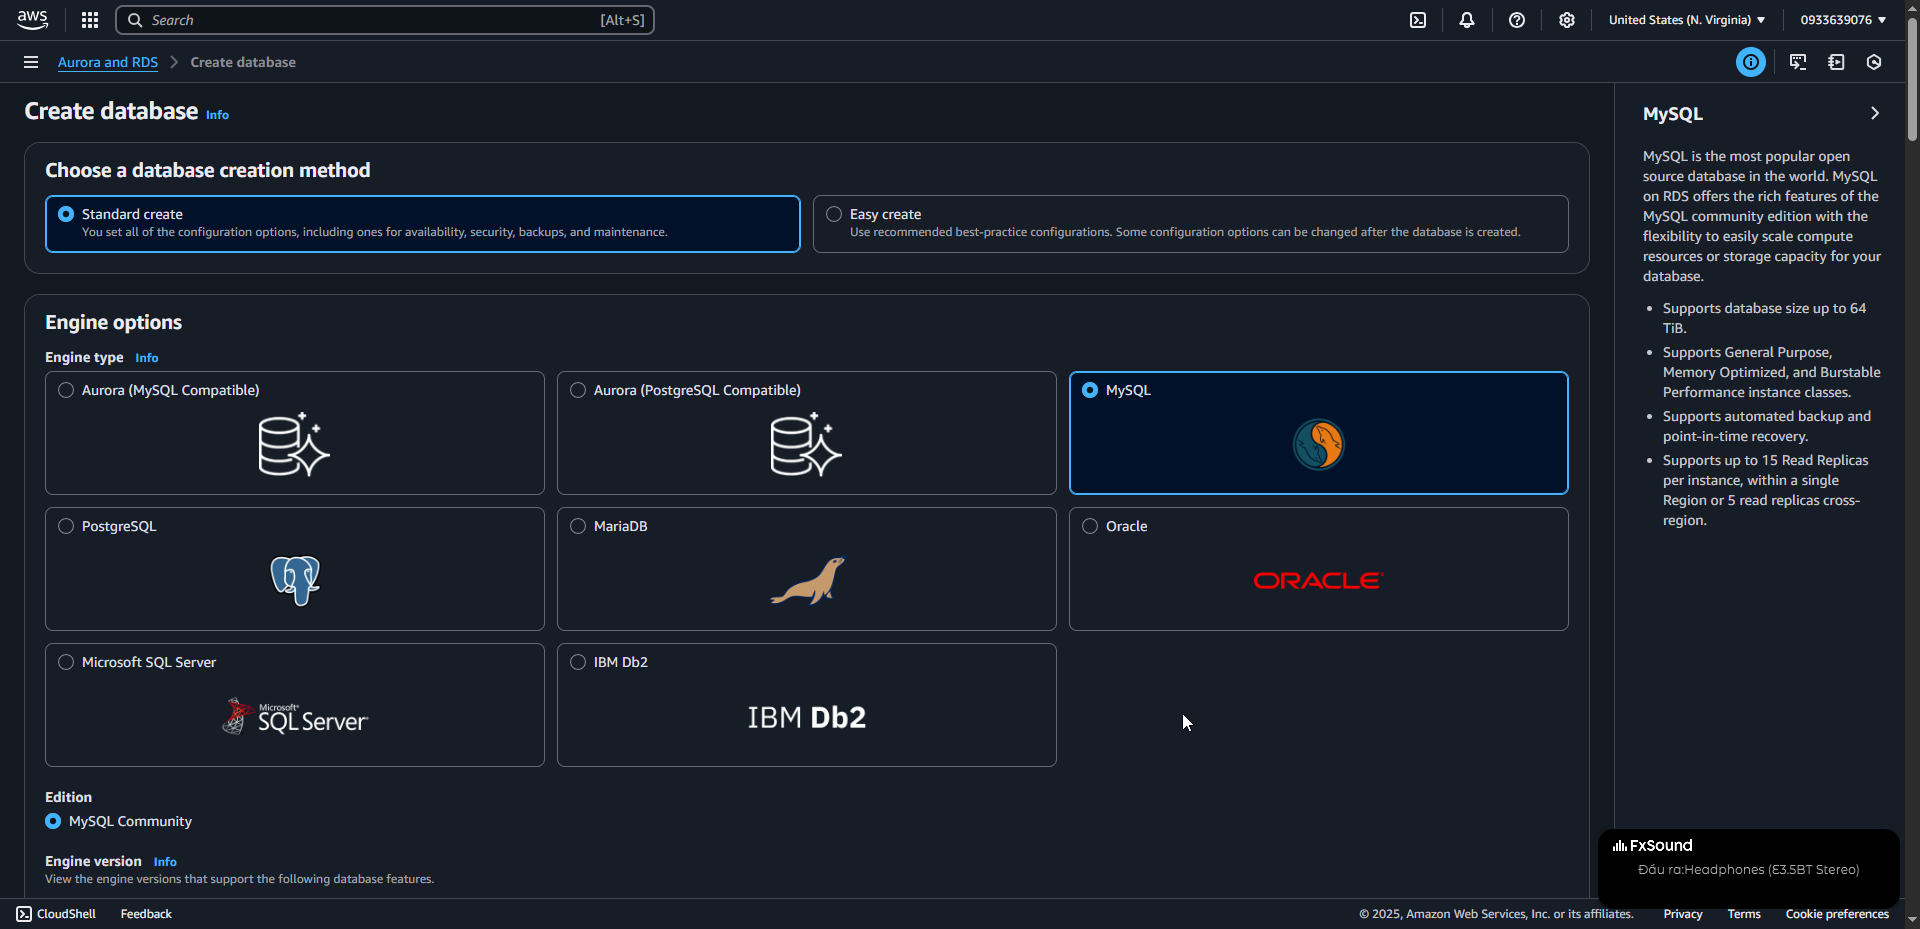 aws
Search [Alt+S]
United States (N. Virginia)
0933639076
Aurora and RDS
Create database
Create database Info
Choose a database creation method
Standard create
You set all of the configuration options, including ones for availability, security, backups, and maintenance.
Easy create
Use recommended best-practice configurations. Some configuration options can be changed after the database is created.
Engine options
Engine type Info
Aurora (MySQL Compatible)
Aurora (PostgreSQL Compatible)
MySQL
PostgreSQL
MariaDB
Oracle
ORACLE
Microsoft SQL Server
Microsoft®
SQL Server
IBM Db2
IBM Db2
Edition
MySQL Community
Engine version Info
View the engine versions that support the following database features.
MySQL
MySQL is the most popular open
source database in the world. MySQL
on RDS offers the rich features of the
MySQL community edition with the
flexibility to easily scale compute
resources or storage capacity for your
database.
• Supports database size up to 64
TiB.
• Supports General Purpose,
Memory Optimized, and Burstable
Performance instance classes.
• Supports automated backup and
point-in-time recovery.
• Supports up to 15 Read Replicas
per instance, within a single
Region or 5 read replicas cross-
region.
FxSound
Đầu ra:Headphones (E3.5BT Stereo)
CloudShell
Feedback
© 2025, Amazon Web Services, Inc. or its affiliates.
Privacy
Terms
Cookie preferences